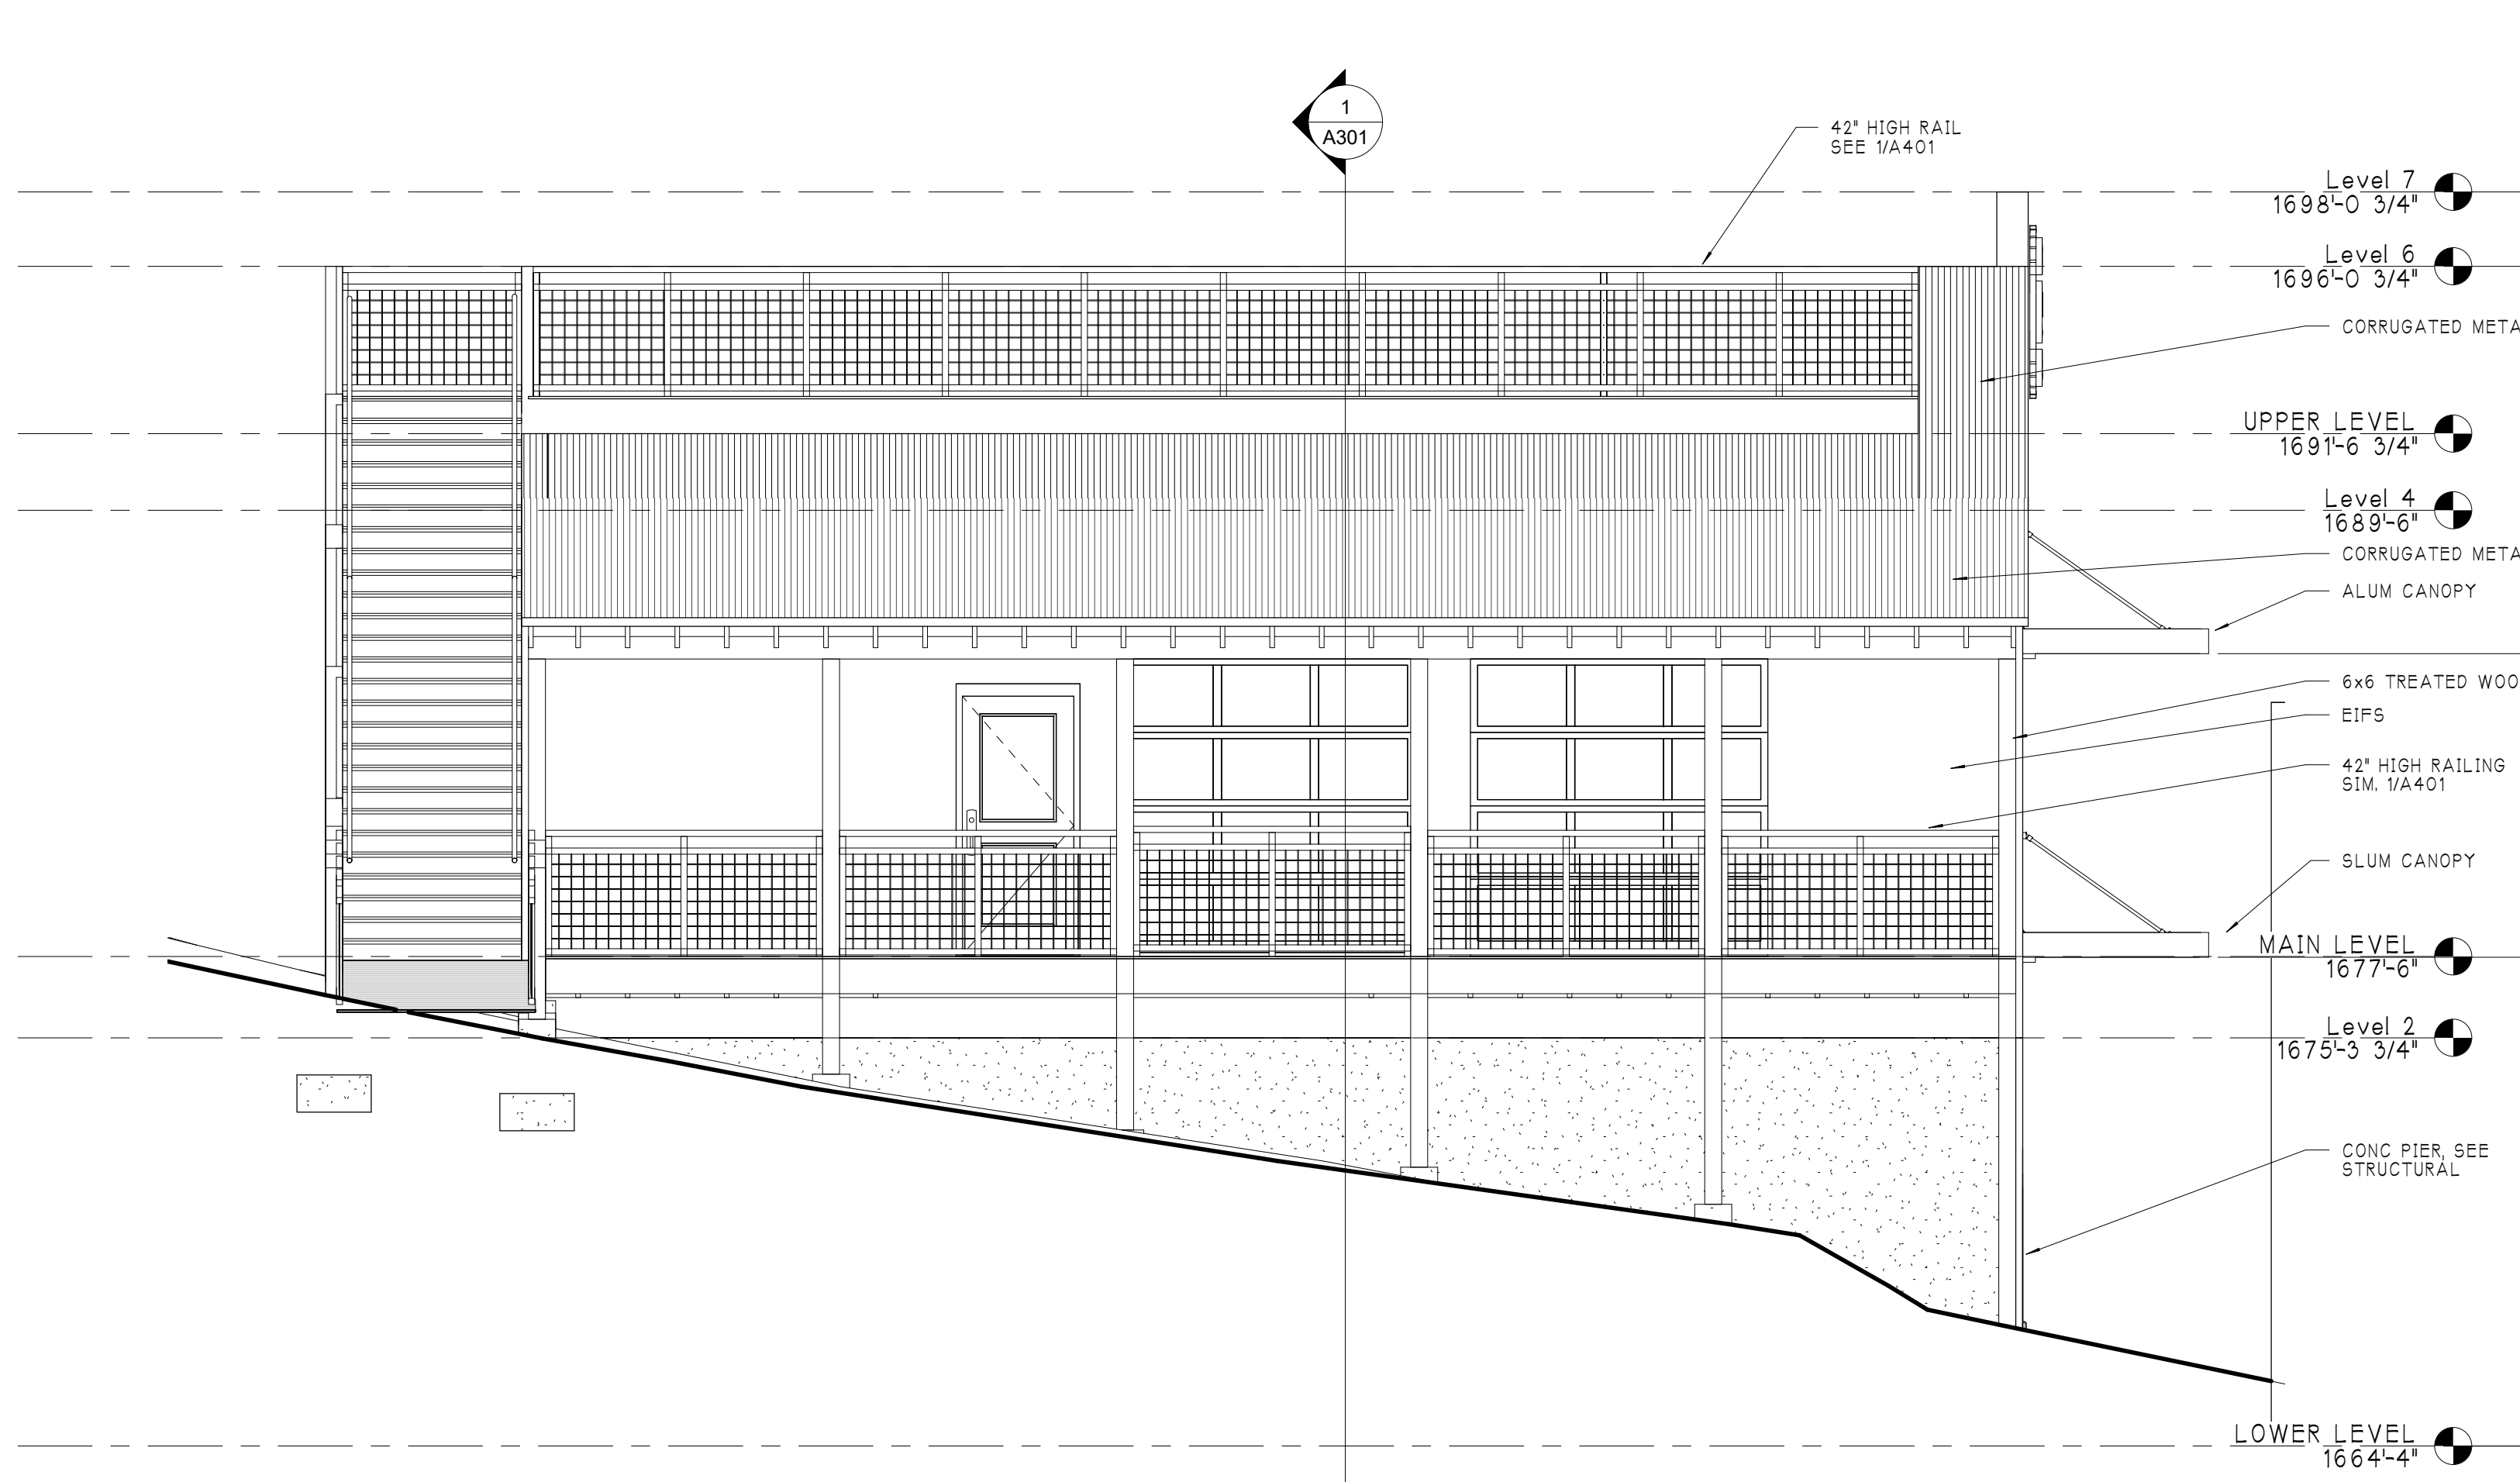 1
A301
42" HIGH RAIL
SEE 1/A401
Level 7
1698'-0 3/4"
Level 6
1696'-0 3/4"
CORRUGATED META
UPPER LEVEL
1691'-6 3/4"
Level 4
1689'-6"
CORRUGATED META
ALUM CANOPY
6x6 TREATED WOO
EIFS
42" HIGH RAILING
SIM. 1/A401
SLUM CANOPY
MAIN LEVEL
1677'-6"
Level 2
1675'-3 3/4"
CONC PIER, SEE
STRUCTURAL
LOWER LEVEL
1664'-4"